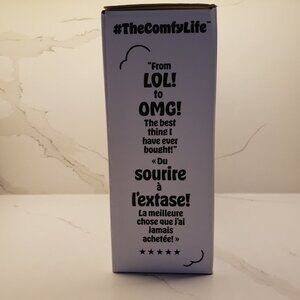 #TheComfyLife™
"From
LOL!
to
OMG!
The best
thing I
have ever
bought!"
« Du
sourire
à
l'extase!
La meilleure
chose que j'ai
jamais
achetée! »
★★★★★